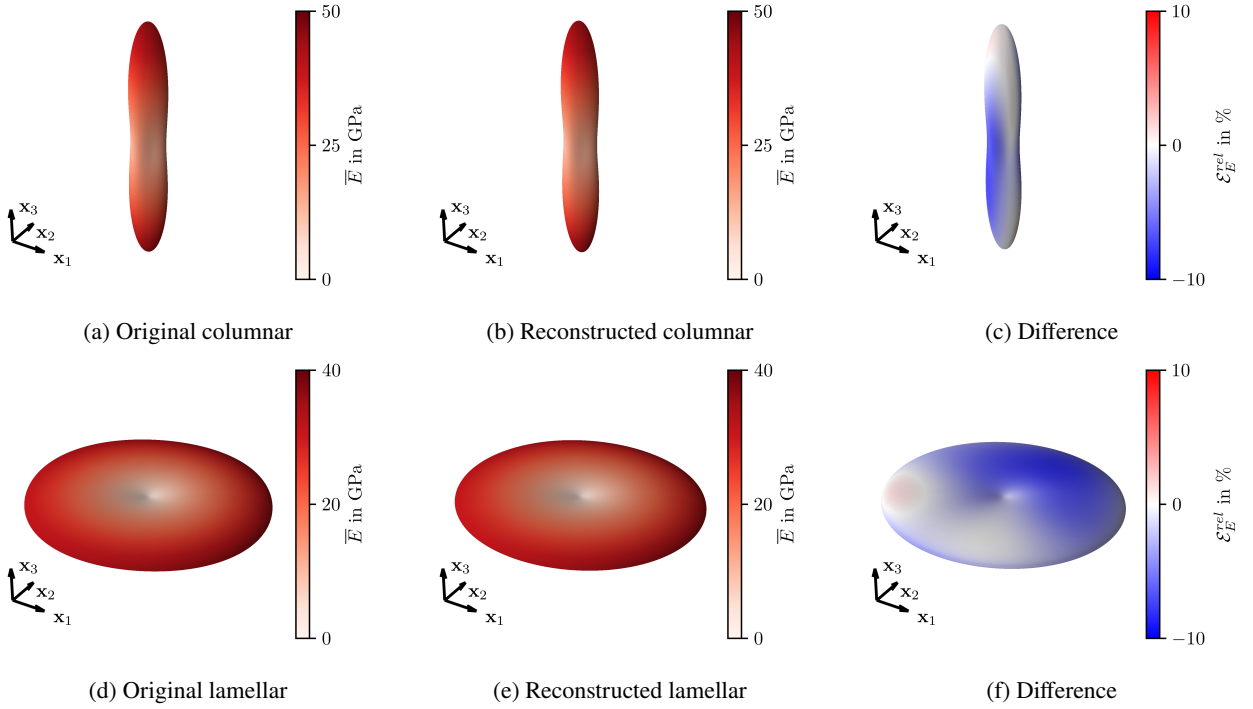 50
25
0
E̅ in GPa
x₃
x₂
x₁
(a) Original columnar
50
25
0
E̅ in GPa
x₃
x₂
x₁
(b) Reconstructed columnar
10
0
−10
ℰ_E^{rel} in %
x₃
x₂
x₁
(c) Difference
40
20
0
E̅ in GPa
x₃
x₂
x₁
(d) Original lamellar
40
20
0
E̅ in GPa
x₃
x₂
x₁
(e) Reconstructed lamellar
10
0
−10
ℰ_E^{rel} in %
x₃
x₂
x₁
(f) Difference